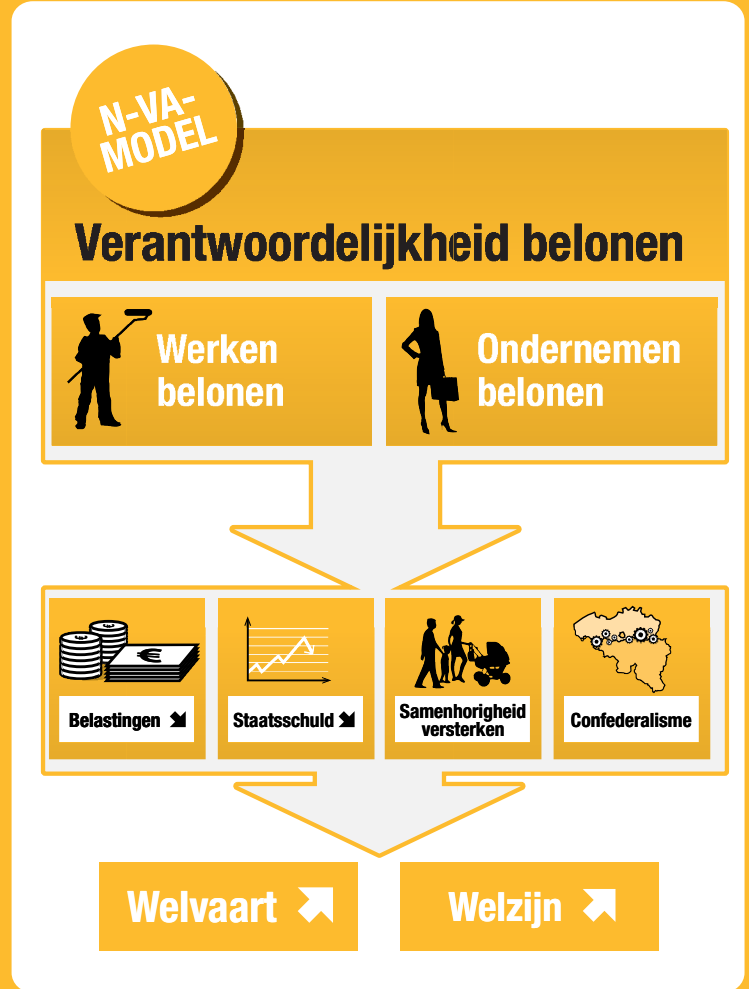 N-VA-
MODEL
Verantwoordelijkheid belonen
Werken
belonen
Ondernemen
belonen
Belastingen
Staatsschuld
Samenhorigheid
versterken
Confederalisme
Welvaart
Welzijn